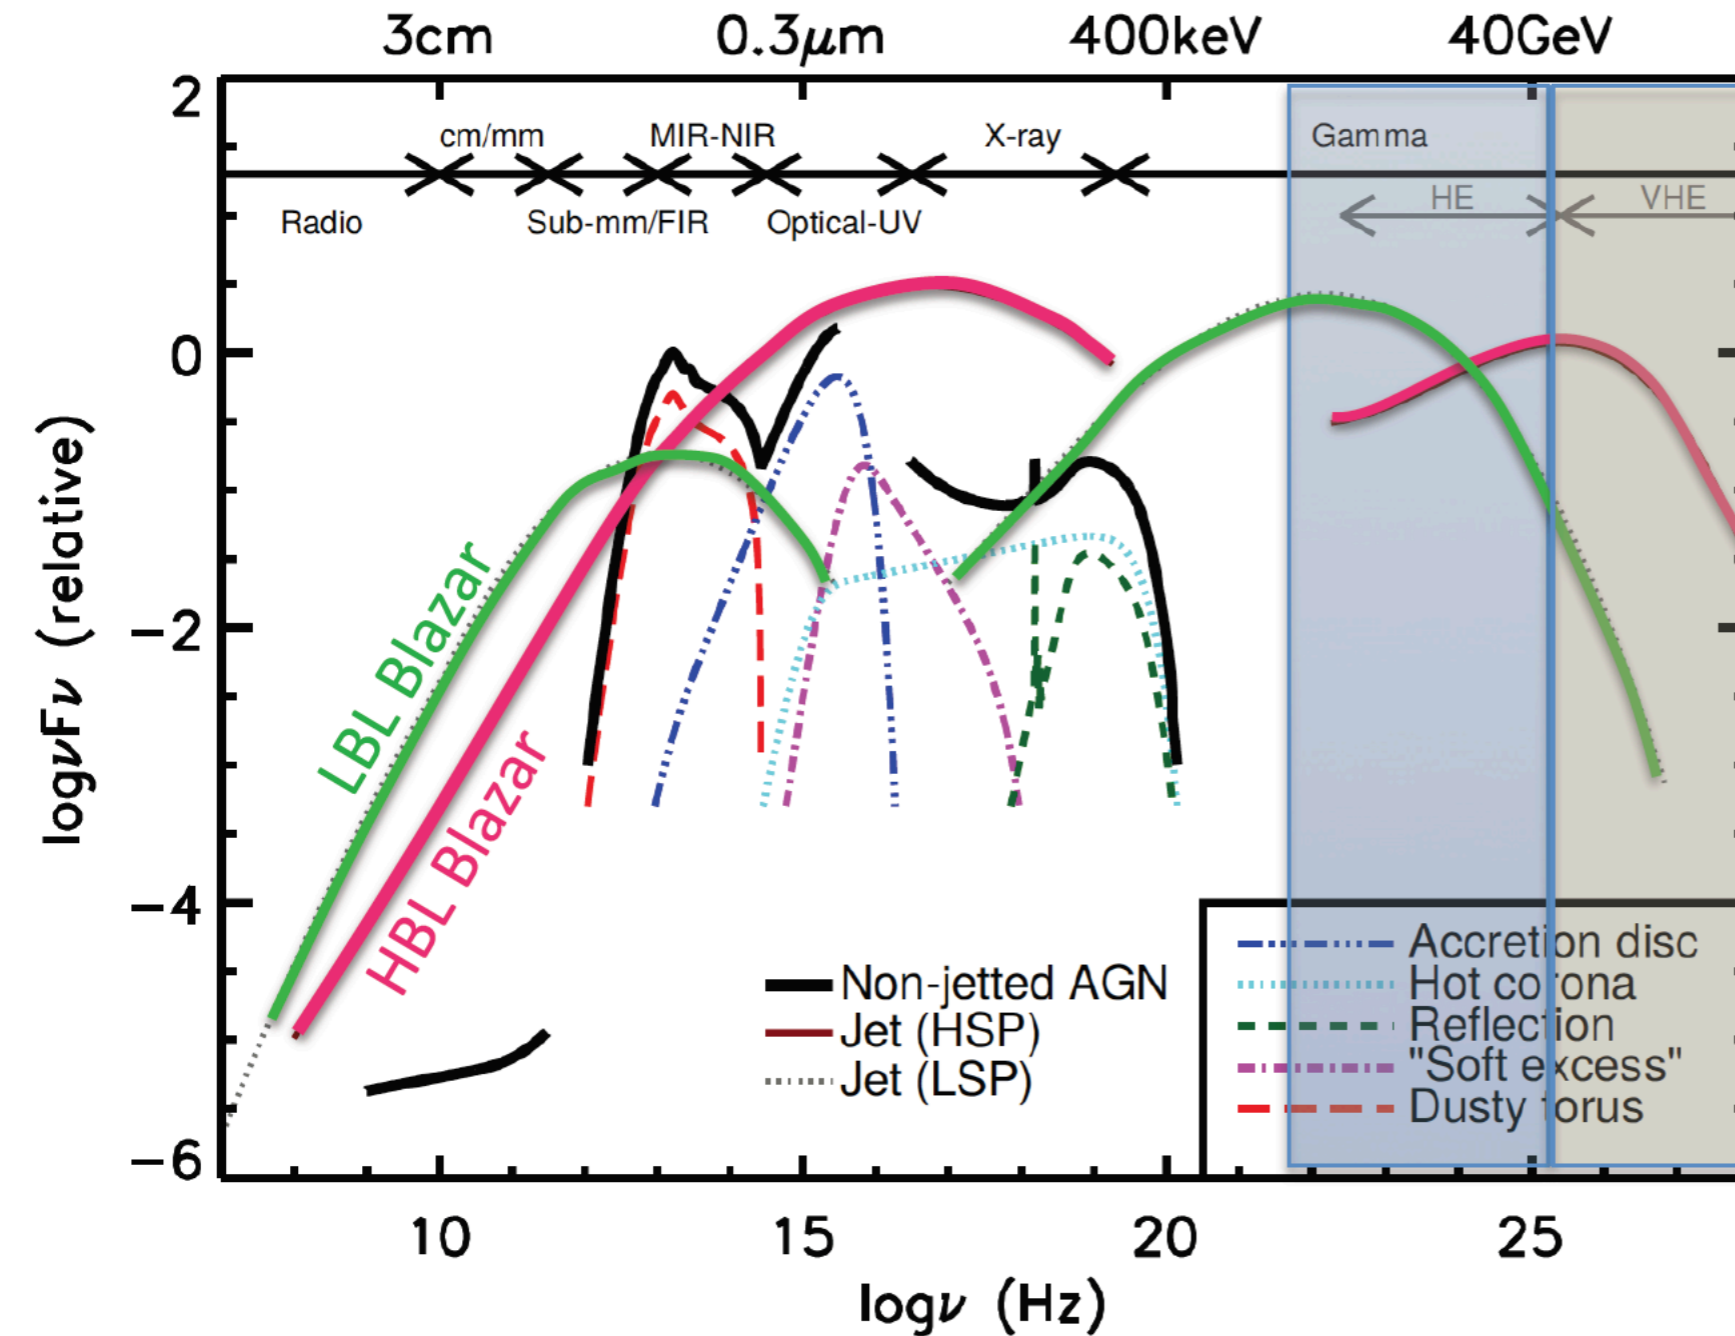 3cm 0.3μm 400keV 40GeV
2
cm/mm MIR-NIR X-ray Gamma
HE VHE
Radio Sub-mm/FIR Optical-UV
0
−2
−4
−6
logνFν (relative)
LBL Blazar
HBL Blazar
Non-jetted AGN
Jet (HSP)
Jet (LSP)
Accretion disc
Hot corona
Reflection
"Soft excess"
Dusty torus
10 15 20 25
logν (Hz)